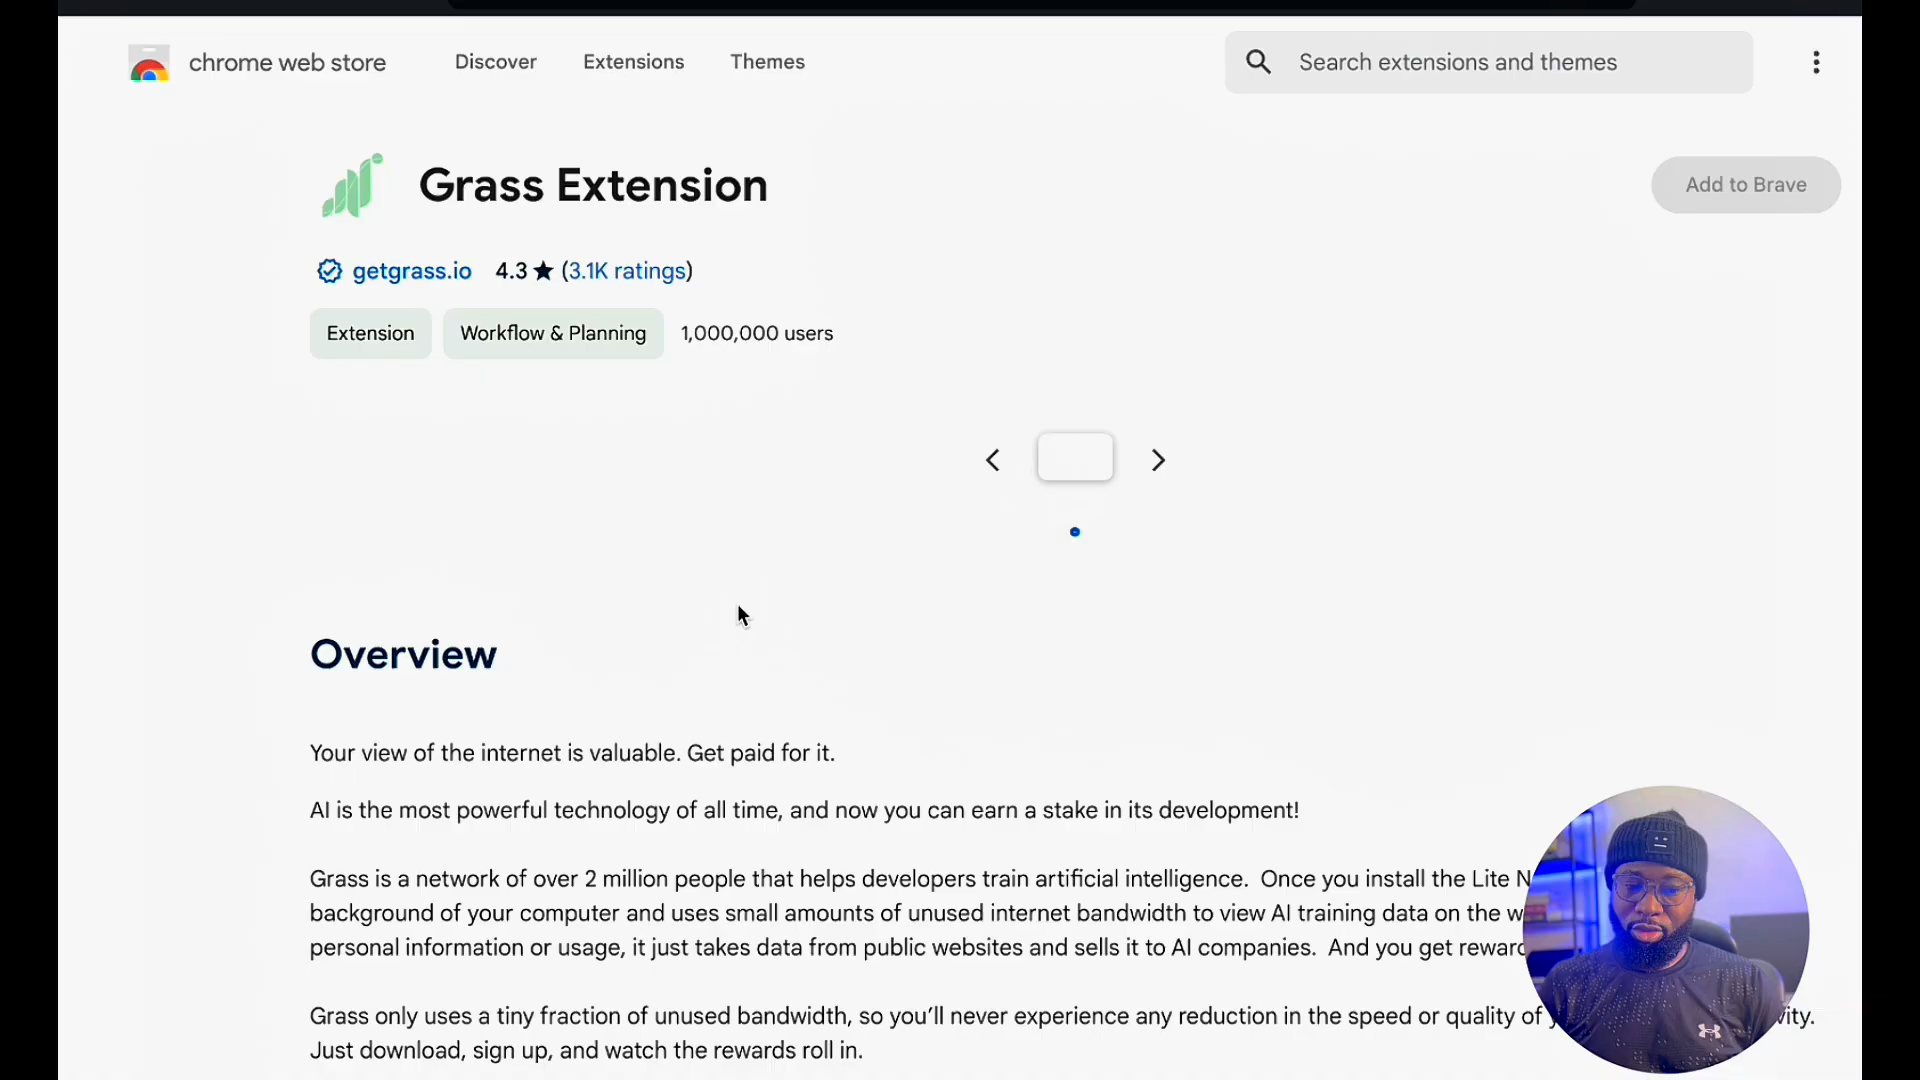 chrome web store
Discover
Extensions
Themes
Search extensions and themes
Grass Extension
Add to Brave
getgrass.io
4.3 ★ (3.1K ratings)
Extension
Workflow & Planning
1,000,000 users
Overview
Your view of the internet is valuable. Get paid for it.
AI is the most powerful technology of all time, and now you can earn a stake in its development!
Grass is a network of over 2 million people that helps developers train artificial intelligence. Once you install the Lite
background of your computer and uses small amounts of unused internet bandwidth to view AI training data on the
personal information or usage, it just takes data from public websites and sells it to AI companies. And you get
Grass only uses a tiny fraction of unused bandwidth, so you'll never experience any reduction in the speed or quality of
Just download, sign up, and watch the rewards roll in.